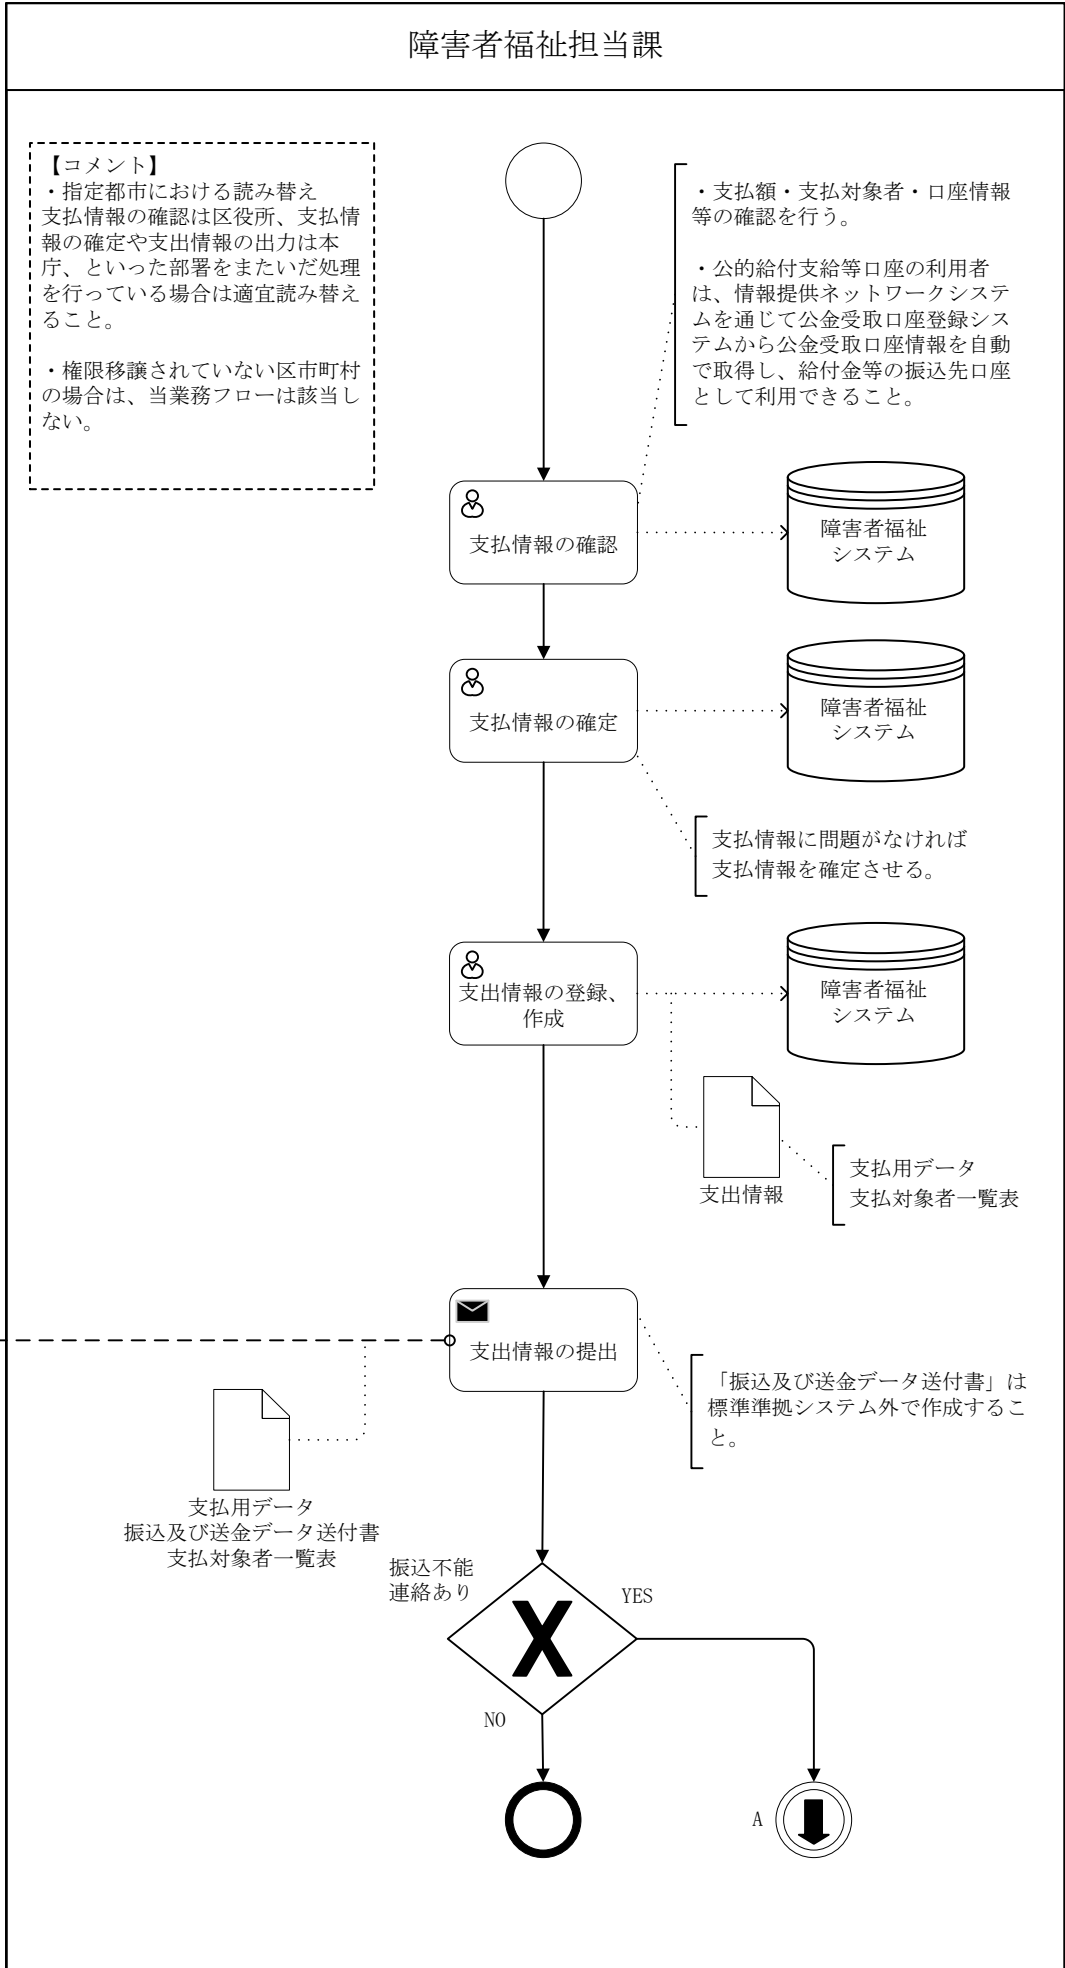 障害者福祉担当課
【コメント】
・指定都市における読み替え
支払情報の確認は区役所、支払情
報の確定や支出情報の出力は本
庁、といった部署をまたいだ処理
を行っている場合は適宜読み替え
ること。
・権限移譲されていない区市町村
の場合は、当業務フローは該当し
ない。
・支払額・支払対象者・口座情報
等の確認を行う。
・公的給付支給等口座の利用者
は、情報提供ネットワークシステ
ムを通じて公金受取口座登録シス
テムから公金受取口座情報を自動
で取得し、給付金等の振込先口座
として利用できること。
支払情報の確認
障害者福祉
システム
支払情報の確定
障害者福祉
システム
支払情報に問題がなければ
支払情報を確定させる。
支出情報の登録、
作成
障害者福祉
システム
支出情報
支払用データ
支払対象者一覧表
支出情報の提出
「振込及び送金データ送付書」は
標準準拠システム外で作成するこ
と。
支払用データ
振込及び送金データ送付書
支払対象者一覧表
振込不能
連絡あり
YES
NO
A